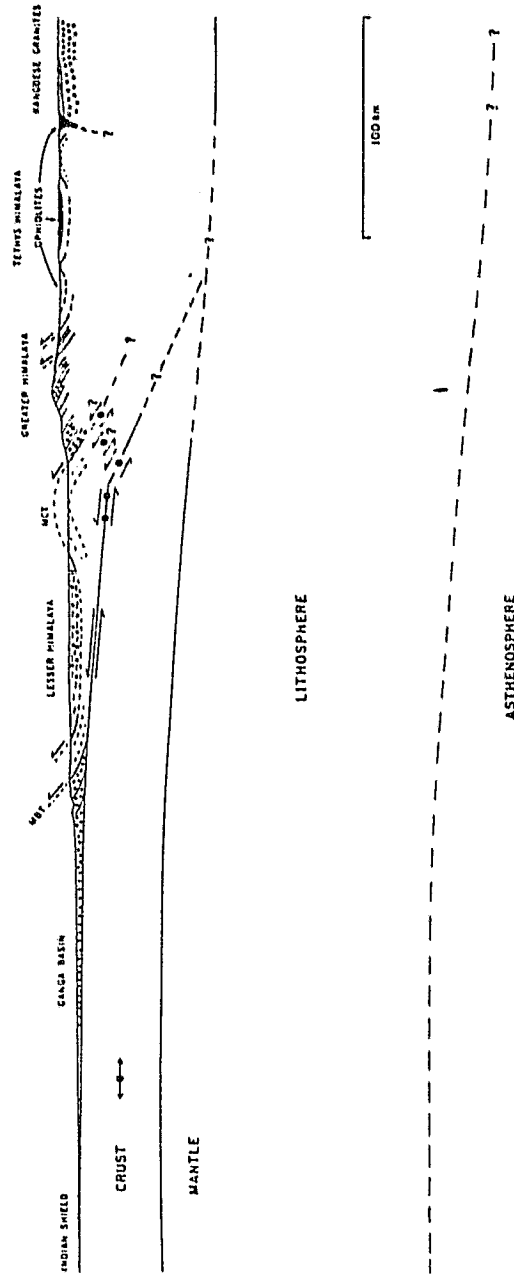 INDIAN SHIELD
GANGA BASIN
MBT
LESSER HIMALAYA
MCT
GREATER HIMALAYA
TETHYS HIMALAYA
OPHIOLITES
KANGDESE GRANITES
?
?
?
?
?
?
CRUST
MANTLE
LITHOSPHERE
100 km
?
?
ASTHENOSPHERE